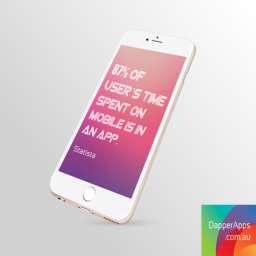 87% OF
USER'S TIME
SPENT ON
MOBILE IS IN
AN APP.
Statista
DapperApps
.com.au